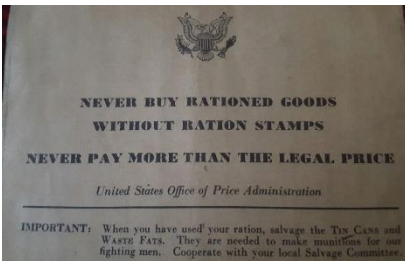 NEVER BUY RATIONED GOODS
WITHOUT RATION STAMPS
NEVER PAY MORE THAN THE LEGAL PRICE
United States Office of Price Administration
IMPORTANT: When you have used your ration, salvage the TIN CANS and
WASTE FATS. They are needed to make munitions for our
fighting men. Cooperate with your local Salvage Committee.